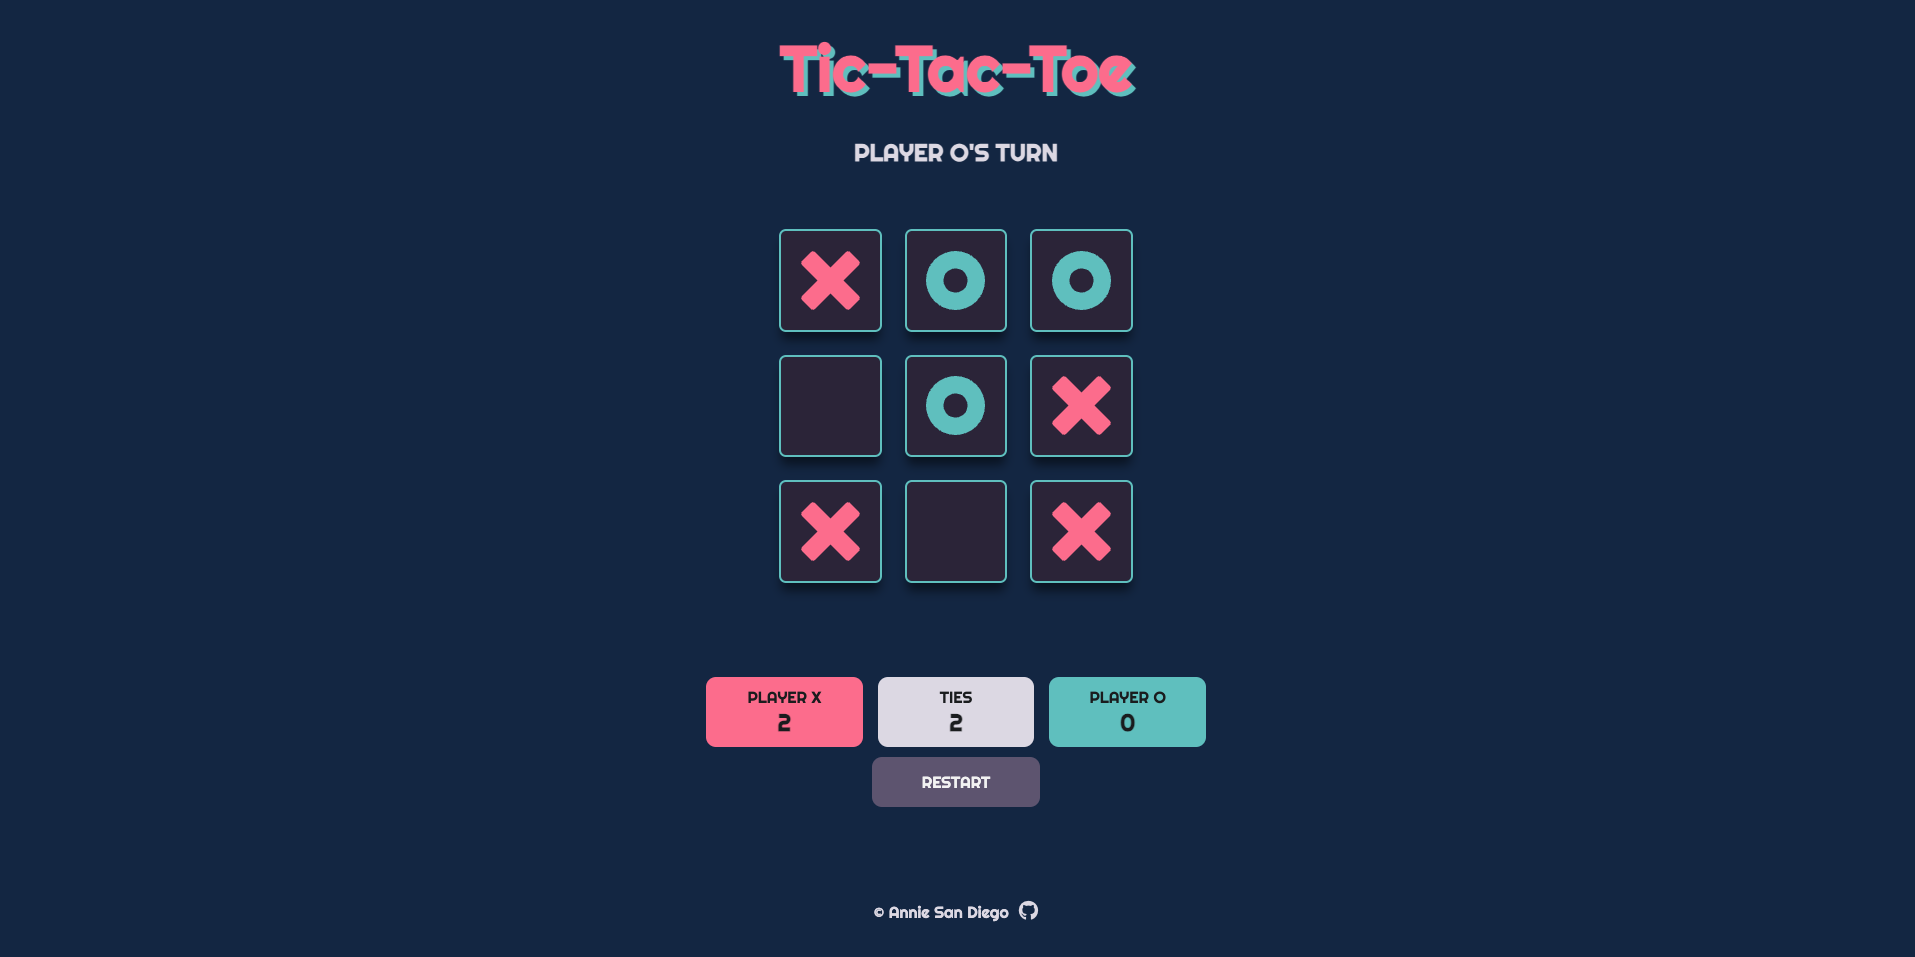 Tic-Tac-Toe
PLAYER O'S TURN
PLAYER X
2
TIES
2
PLAYER O
0
RESTART
© Annie San Diego